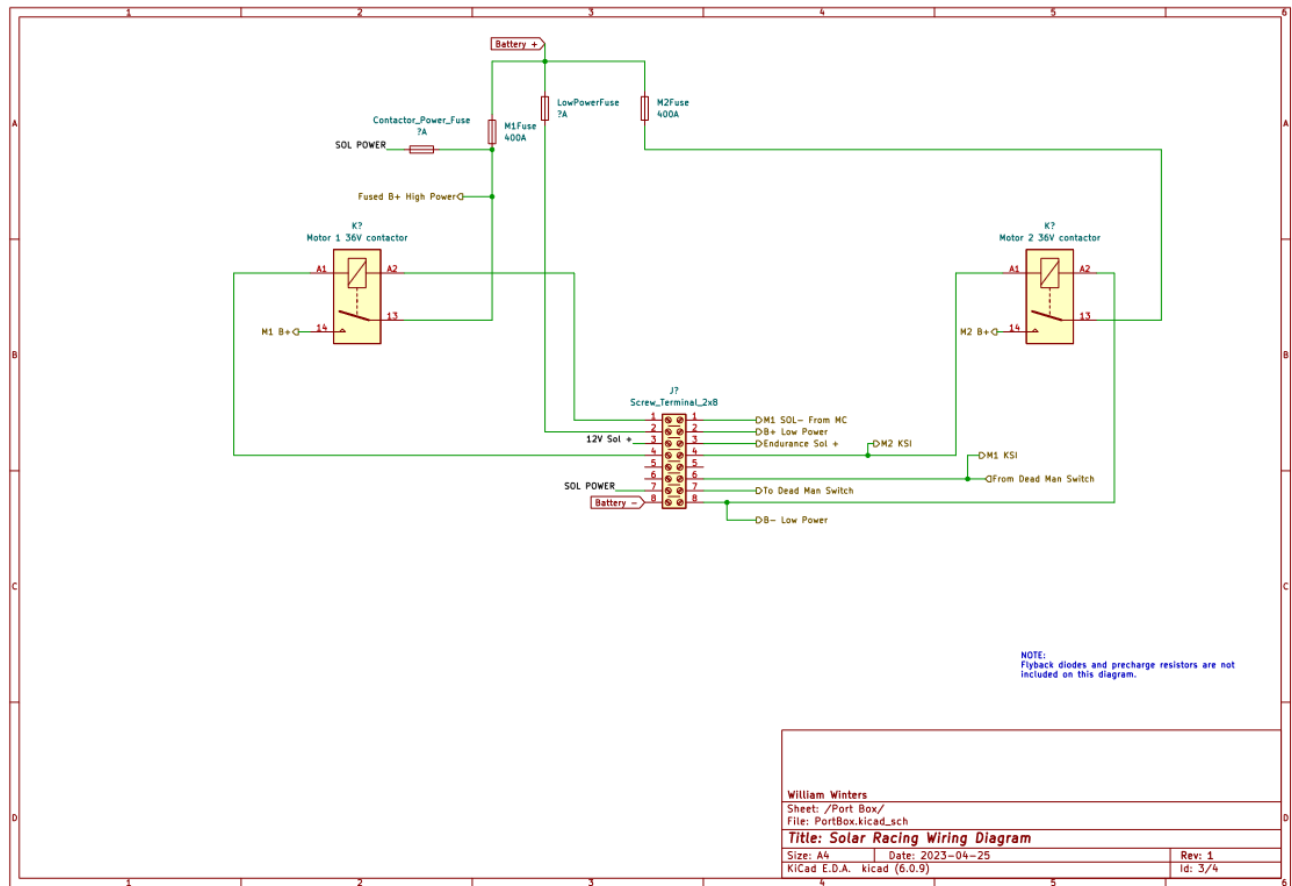 1 2 3 4 5 6
Battery +
LowPowerFuse
?A
M2Fuse
400A
Contactor_Power_Fuse
?A
M1Fuse
400A
SOL POWER
A A
Fused B+ High Power
K?
Motor 1 36V contactor
K?
Motor 2 36V contactor
A1 A2
A1 A2
13
14
M1 B+
13
14
M2 B+
B B
J?
Screw_Terminal_2x8
1 1 M1 SOL- From MC
2 2 B+ Low Power
12V Sol + 3 3 Endurance Sol +
M2 KSI
4 4
M1 KSI
5 5
6 6 From Dead Man Switch
SOL POWER 7 7 To Dead Man Switch
Battery - 8 8
B- Low Power
C C
NOTE:
Flyback diodes and precharge resistors are not
included on this diagram.
William Winters
Sheet: /Port Box/
File: PortBox.kicad_sch
D D
Title: Solar Racing Wiring Diagram
Size: A4 Date: 2023-04-25 Rev: 1
KiCad E.D.A. kicad (6.0.9) Id: 3/4
1 2 3 4 5 6